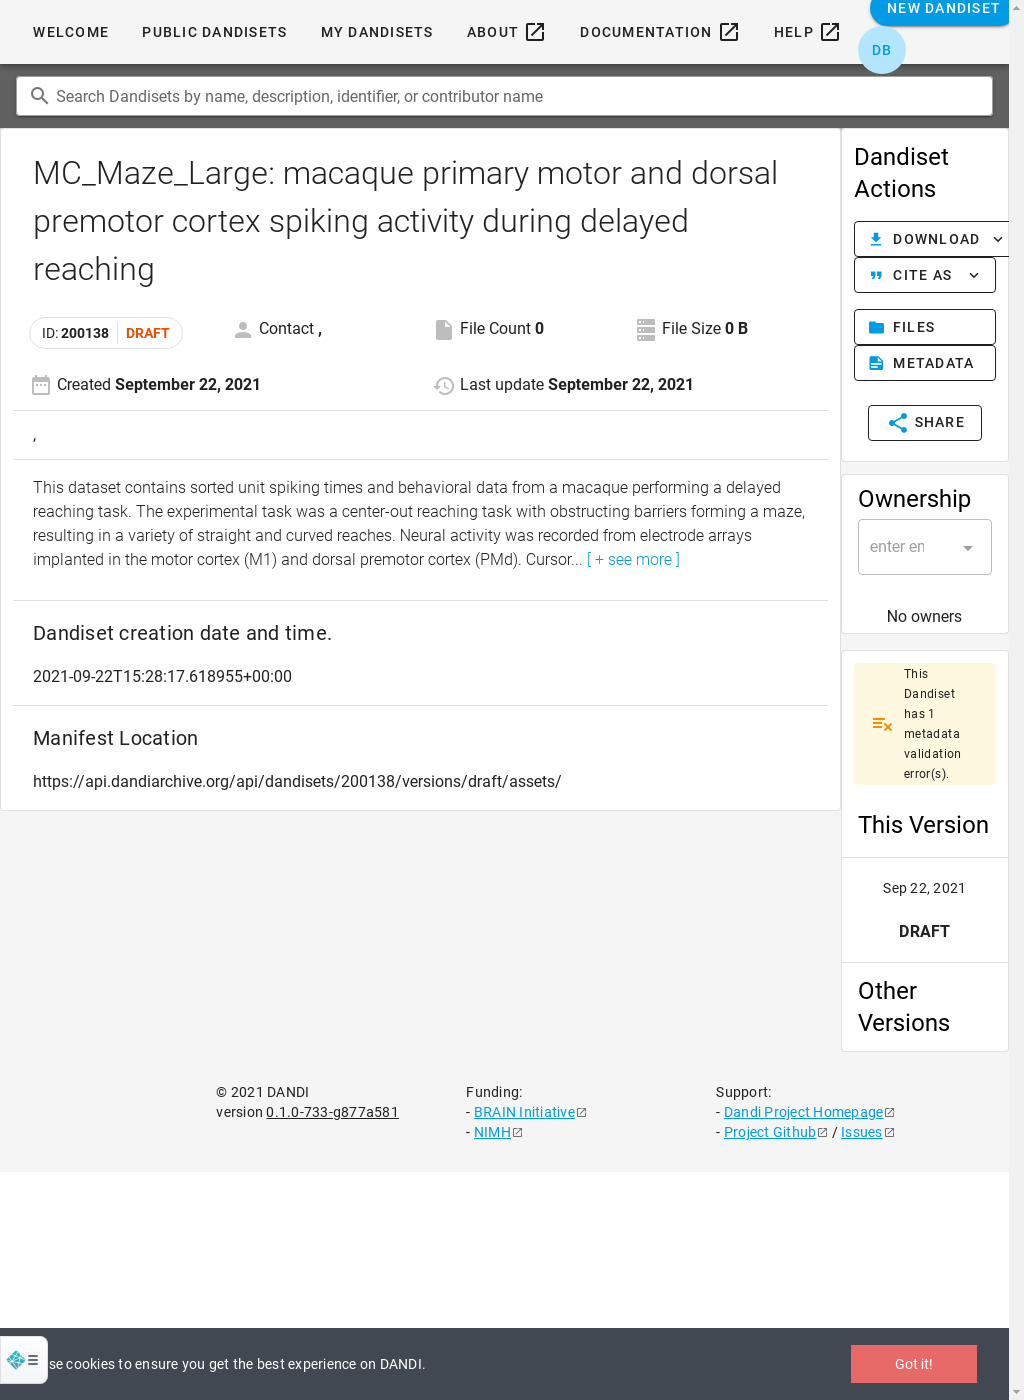 WELCOME PUBLIC DANDISETS MY DANDISETS ABOUT DOCUMENTATION HELP NEW DANDISET
DB
Search Dandisets by name, description, identifier, or contributor name
MC_Maze_Large: macaque primary motor and dorsal
premotor cortex spiking activity during delayed
reaching
ID: 200138 DRAFT Contact , File Count 0 File Size 0 B
Created September 22, 2021 Last update September 22, 2021
,
This dataset contains sorted unit spiking times and behavioral data from a macaque performing a delayed
reaching task. The experimental task was a center-out reaching task with obstructing barriers forming a maze,
resulting in a variety of straight and curved reaches. Neural activity was recorded from electrode arrays
implanted in the motor cortex (M1) and dorsal premotor cortex (PMd). Cursor... [ + see more ]
Dandiset creation date and time.
2021-09-22T15:28:17.618955+00:00
Manifest Location
https://api.dandiarchive.org/api/dandisets/200138/versions/draft/assets/
Dandiset
Actions
DOWNLOAD
CITE AS
FILES
METADATA
SHARE
Ownership
enter en
No owners
This
Dandiset
has 1
metadata
validation
error(s).
This Version
Sep 22, 2021
DRAFT
Other
Versions
© 2021 DANDI
version 0.1.0-733-g877a581
Funding:
- BRAIN Initiative
- NIMH
Support:
- Dandi Project Homepage
- Project Github / Issues
se cookies to ensure you get the best experience on DANDI.
Got it!